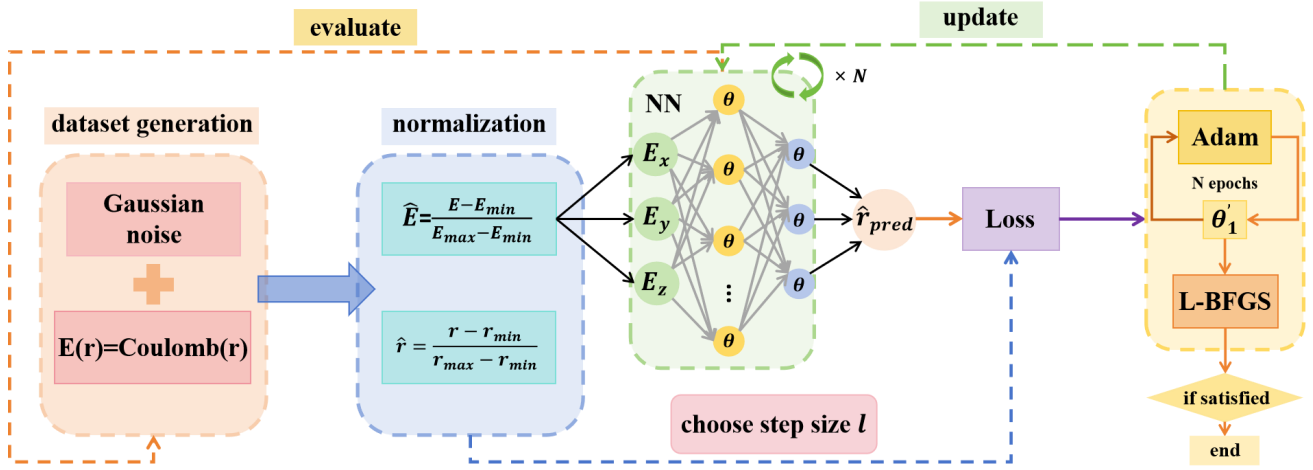 evaluate
update
× N
dataset generation
Gaussian
noise
E(r)=Coulomb(r)
normalization
Ê=(E−E_min)/(E_max−E_min)
r̂ = (r − r_min)/(r_max − r_min)
NN
E_x
E_y
E_z
θ
θ
θ
⋮
θ
θ
θ
θ
r̂_pred
Loss
choose step size l
Adam
N epochs
θ'_1
L-BFGS
if satisfied
end